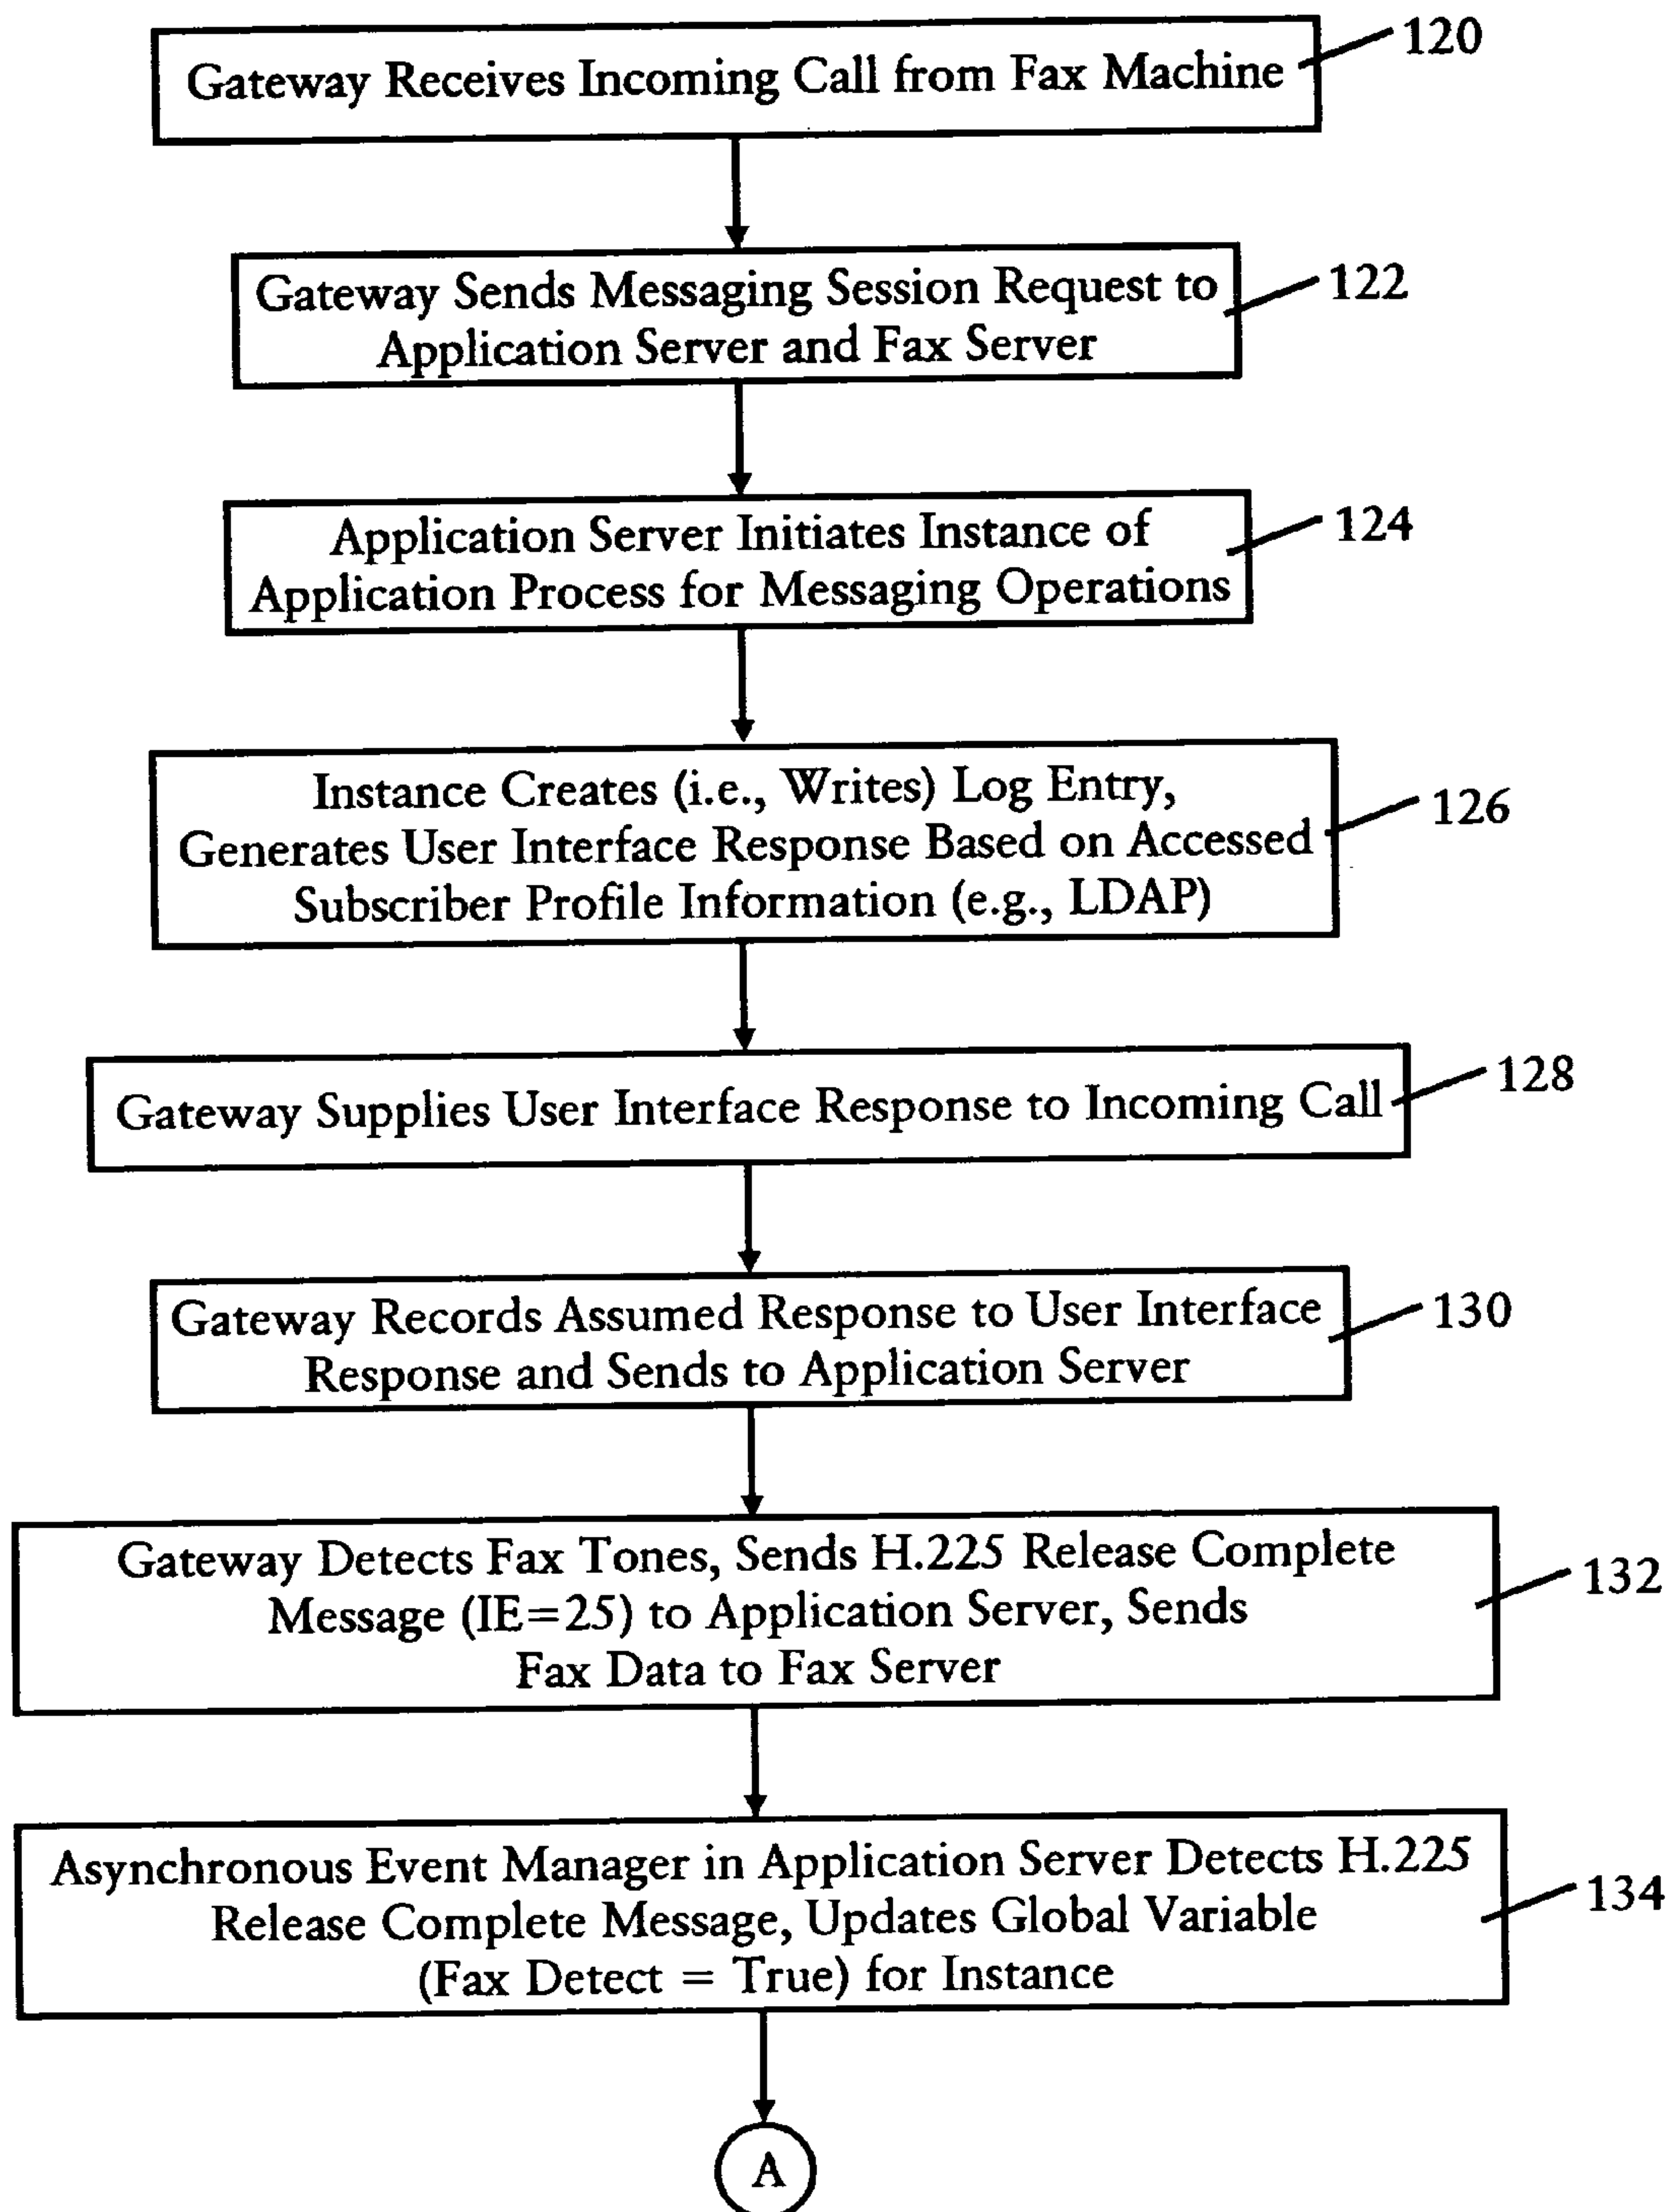 Gateway Receives Incoming Call from Fax Machine
120
Gateway Sends Messaging Session Request to
Application Server and Fax Server
122
Application Server Initiates Instance of
Application Process for Messaging Operations
124
Instance Creates (i.e., Writes) Log Entry,
Generates User Interface Response Based on Accessed
Subscriber Profile Information (e.g., LDAP)
126
Gateway Supplies User Interface Response to Incoming Call
128
Gateway Records Assumed Response to User Interface
Response and Sends to Application Server
130
Gateway Detects Fax Tones, Sends H.225 Release Complete
Message (IE=25) to Application Server, Sends
Fax Data to Fax Server
132
Asynchronous Event Manager in Application Server Detects H.225
Release Complete Message, Updates Global Variable
(Fax Detect = True) for Instance
134
A